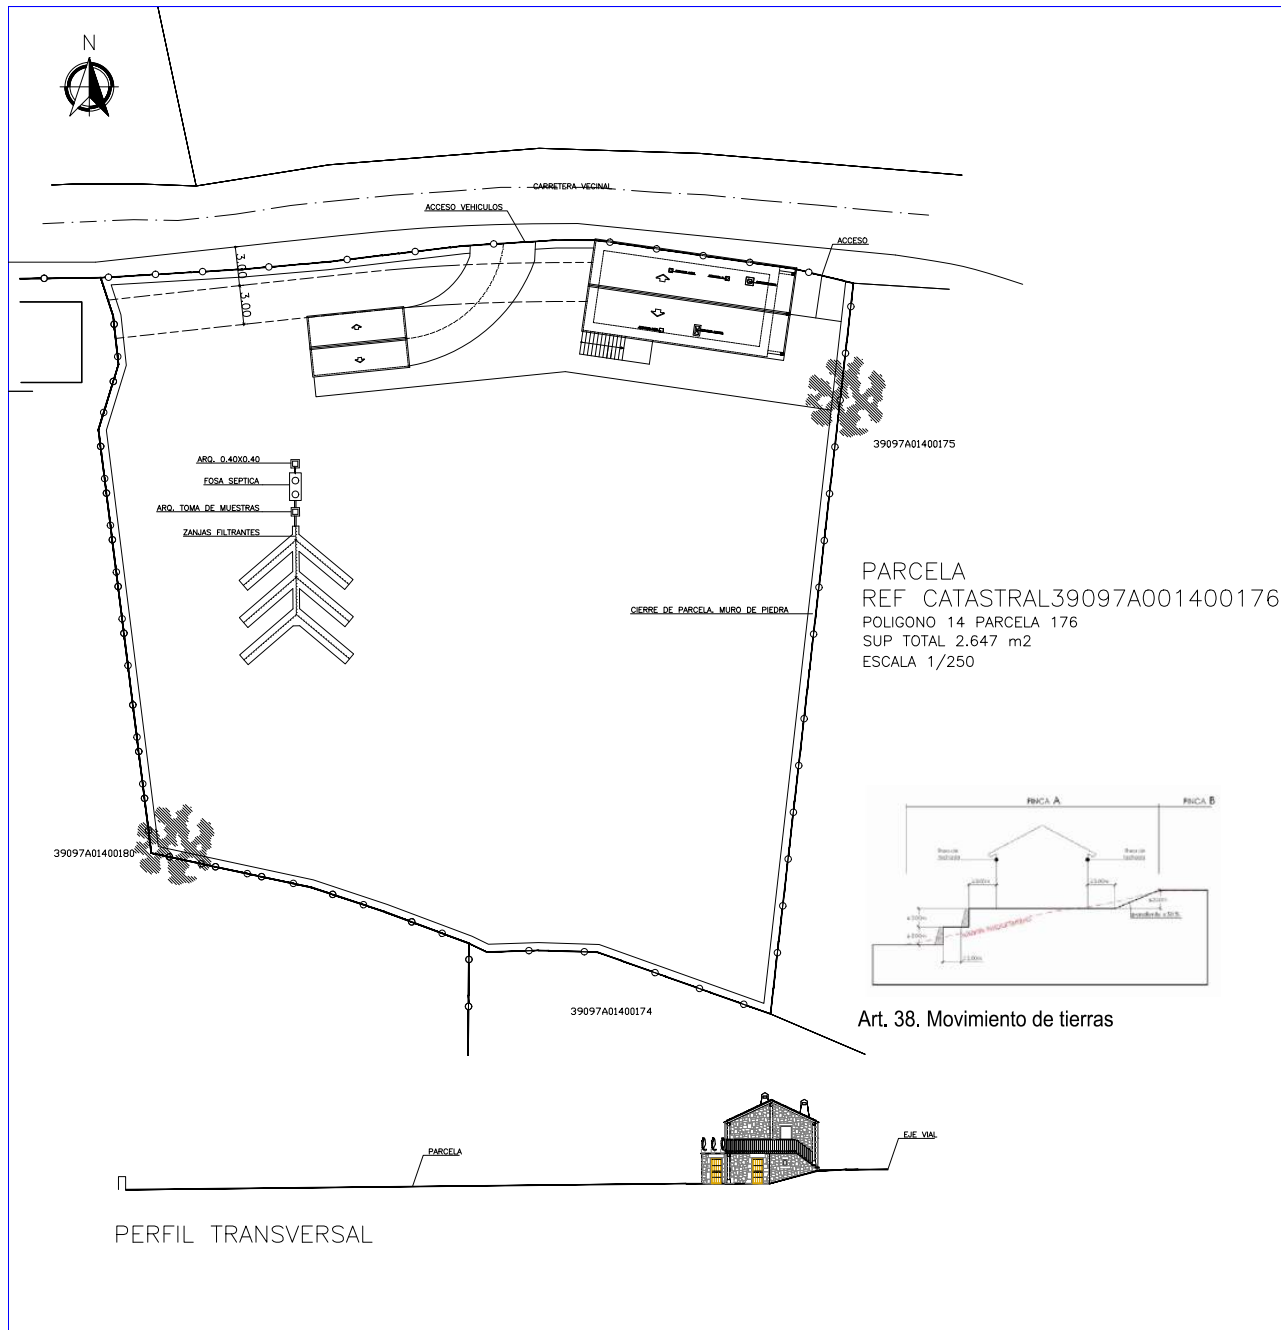 N
CARRETERA VECINAL
ACCESO VEHICULOS
ACCESO
3.00
3.00
39097A01400175
ARQ. 0.40X0.40
FOSA SEPTICA
ARQ. TOMA DE MUESTRAS
ZANJAS FILTRANTES
CIERRE DE PARCELA. MURO DE PIEDRA
PARCELA
REF CATASTRAL39097A001400176
POLIGONO 14 PARCELA 176
SUP TOTAL 2.647 m2
ESCALA 1/250
FINCA A
FINCA B
39097A01400180
39097A01400174
Art. 38. Movimiento de tierras
PARCELA
EJE VIAL
PERFIL TRANSVERSAL